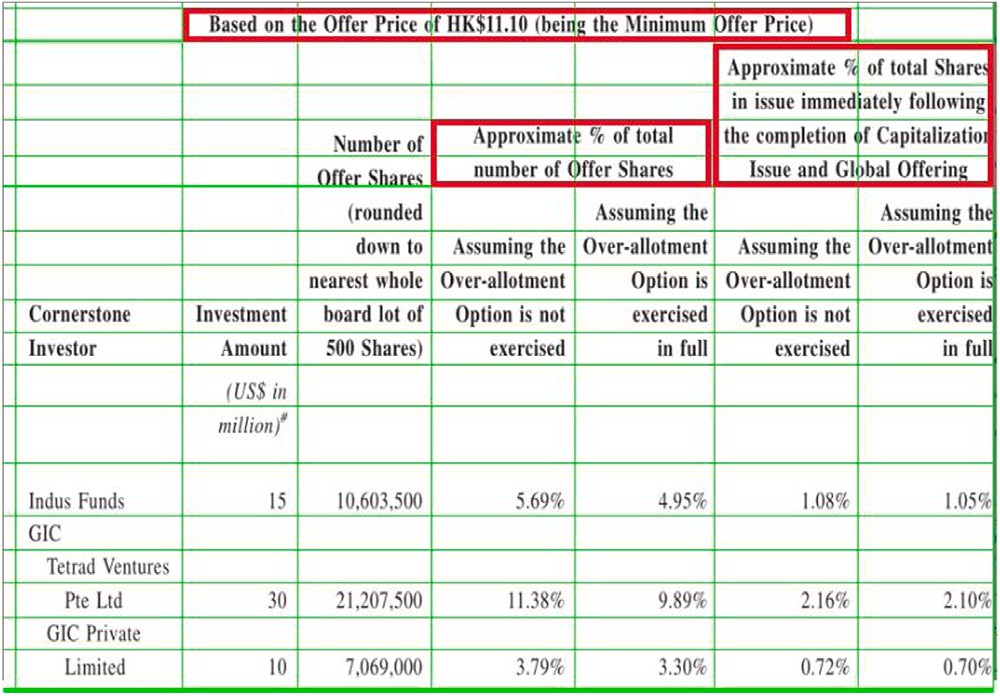 Based on the Offer Price of HK$11.10 (being the Minimum Offer Price)
Approximate % of total Shares
in issue immediately following
Number of Approximate % of total the completion of Capitalization
Offer Shares number of Offer Shares Issue and Global Offering
(rounded Assuming the Assuming the
down to Assuming the Over-allotment Assuming the Over-allotment
nearest whole Over-allotment Option is Over-allotment Option is
Cornerstone Investment board lot of Option is not exercised Option is not exercised
Investor Amount 500 Shares) exercised in full exercised in full
(US$ in
million)#
Indus Funds 15 10,603,500 5.69% 4.95% 1.08% 1.05%
GIC
Tetrad Ventures
Pte Ltd 30 21,207,500 11.38% 9.89% 2.16% 2.10%
GIC Private
Limited 10 7,069,000 3.79% 3.30% 0.72% 0.70%